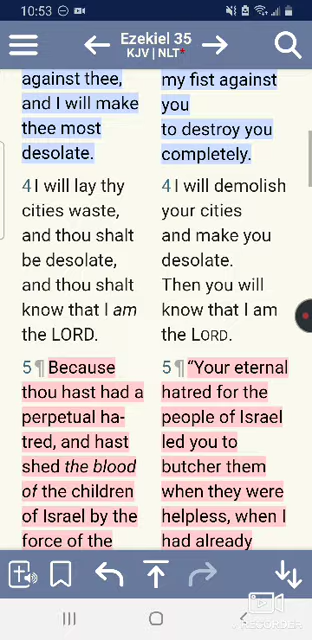 10:53
Ezekiel 35
KJV | NLT*
against thee,
and I will make
thee most
desolate.
4 I will lay thy
cities waste,
and thou shalt
be desolate,
and thou shalt
know that I am
the LORD.
5 ¶ Because
thou hast had a
perpetual ha-
tred, and hast
shed the blood
of the children
of Israel by the
force of the
my fist against
you
to destroy you
completely.
4 I will demolish
your cities
and make you
desolate.
Then you will
know that I am
the LORD.
5 ¶ “Your eternal
hatred for the
people of Israel
led you to
butcher them
when they were
helpless, when I
had already
RECORDER